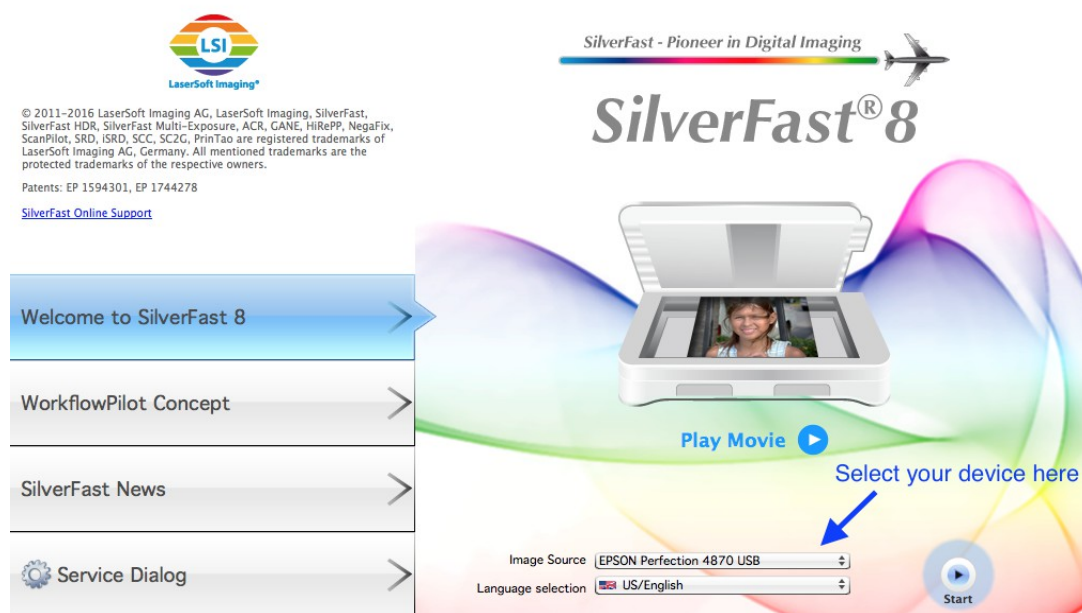 LSI
LaserSoft Imaging®
© 2011-2016 LaserSoft Imaging AG, LaserSoft Imaging, SilverFast,
SilverFast HDR, SilverFast Multi-Exposure, ACR, GANE, HiRePP, NegaFix,
ScanPilot, SRD, iSRD, SCC, SC2G, PrinTao are registered trademarks of
LaserSoft Imaging AG, Germany. All mentioned trademarks are the
protected trademarks of the respective owners.
Patents: EP 1594301, EP 1744278
SilverFast Online Support
Welcome to SilverFast 8
WorkflowPilot Concept
SilverFast News
Service Dialog
SilverFast - Pioneer in Digital Imaging
SilverFast®8
Play Movie
Select your device here
Image Source EPSON Perfection 4870 USB
Language selection US/English
Start